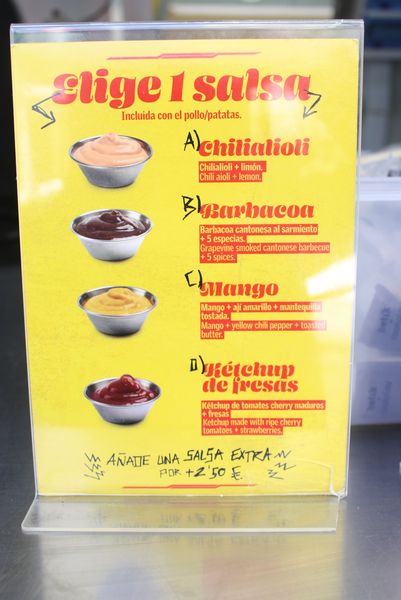 Elige 1 salsa
Incluida con el pollo/patatas.
A) Chilialioli
Chilialioli + limón.
Chili aioli + lemon.
B) Barbacoa
Barbacoa cantonesa al sarmiento
+ 5 especias.
Grapevine smoked cantonese barbecue
+ 5 spices.
C) Mango
Mango + ají amarillo + mantequilla
tostada.
Mango + yellow chili pepper + toasted
butter.
D) Kétchup
de fresas
Kétchup de tomates cherry maduros
+ fresas
Ketchup made with ripe cherry
tomatoes + strawberries.
AÑADE UNA SALSA EXTRA
POR +2'50 €.